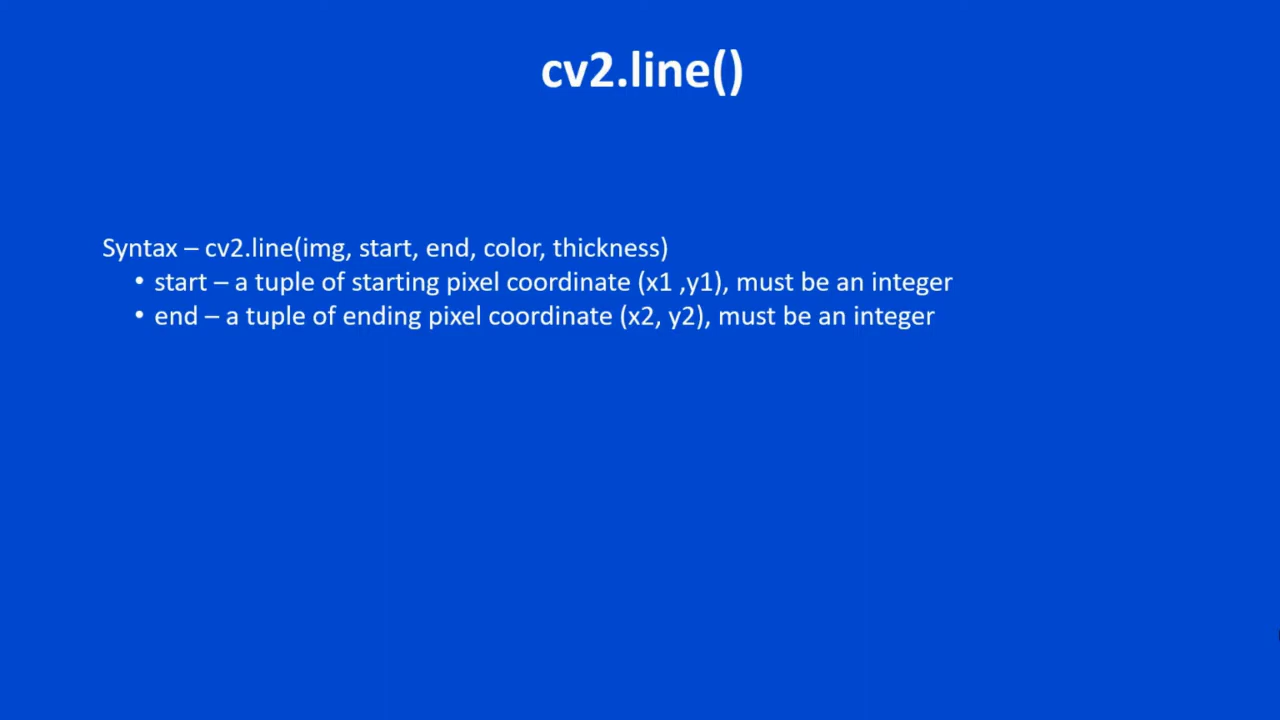 cv2.line()
Syntax – cv2.line(img, start, end, color, thickness)
• start – a tuple of starting pixel coordinate (x1 ,y1), must be an integer
• end – a tuple of ending pixel coordinate (x2, y2), must be an integer